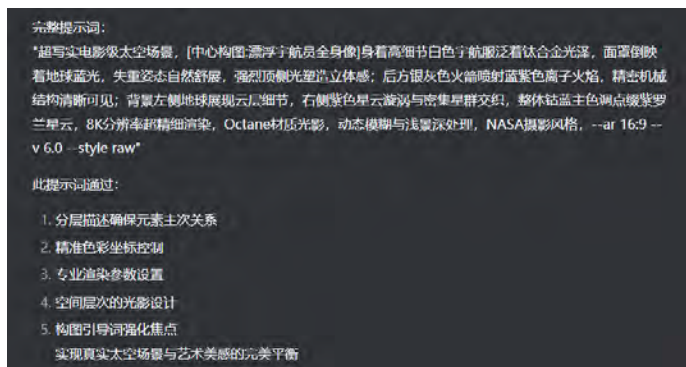 完整提示词：
"超写实电影级太空场景，[中心构图:漂浮宇航员全身像]身着高细节白色宇航服泛着钛合金光泽，面罩倒映
着地球蓝光，失重姿态自然舒展，强烈顶侧光塑造立体感；后方银灰色火箭喷射蓝紫色离子火焰，精密机械
结构清晰可见；背景左侧地球展现云层细节，右侧紫色星云漩涡与密集星群交织，整体钴蓝主色调点缀紫罗
兰星云，8K分辨率超精细渲染，Octane材质光影，动态模糊与浅景深处理，NASA摄影风格，--ar 16:9 --
v 6.0 --style raw"
此提示词通过：
1. 分层描述确保元素主次关系
2. 精准色彩坐标控制
3. 专业渲染参数设置
4. 空间层次的光影设计
5. 构图引导词强化焦点
实现真实太空场景与艺术美感的完美平衡